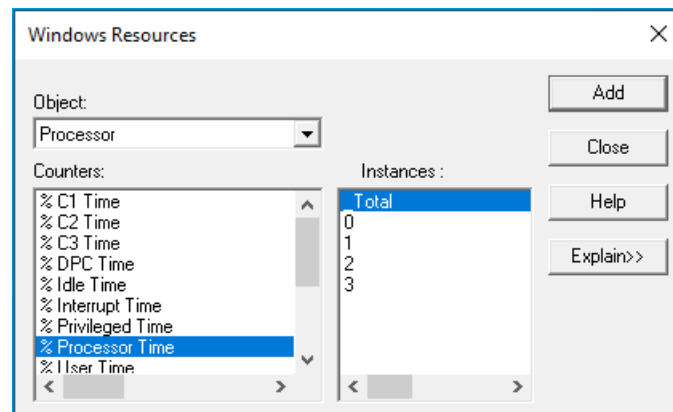 Windows Resources
Object:
Processor
Counters:
% C1 Time
% C2 Time
% C3 Time
% DPC Time
% Idle Time
% Interrupt Time
% Privileged Time
% Processor Time
% User Time
Instances :
_Total
0
1
2
3
Add
Close
Help
Explain>>